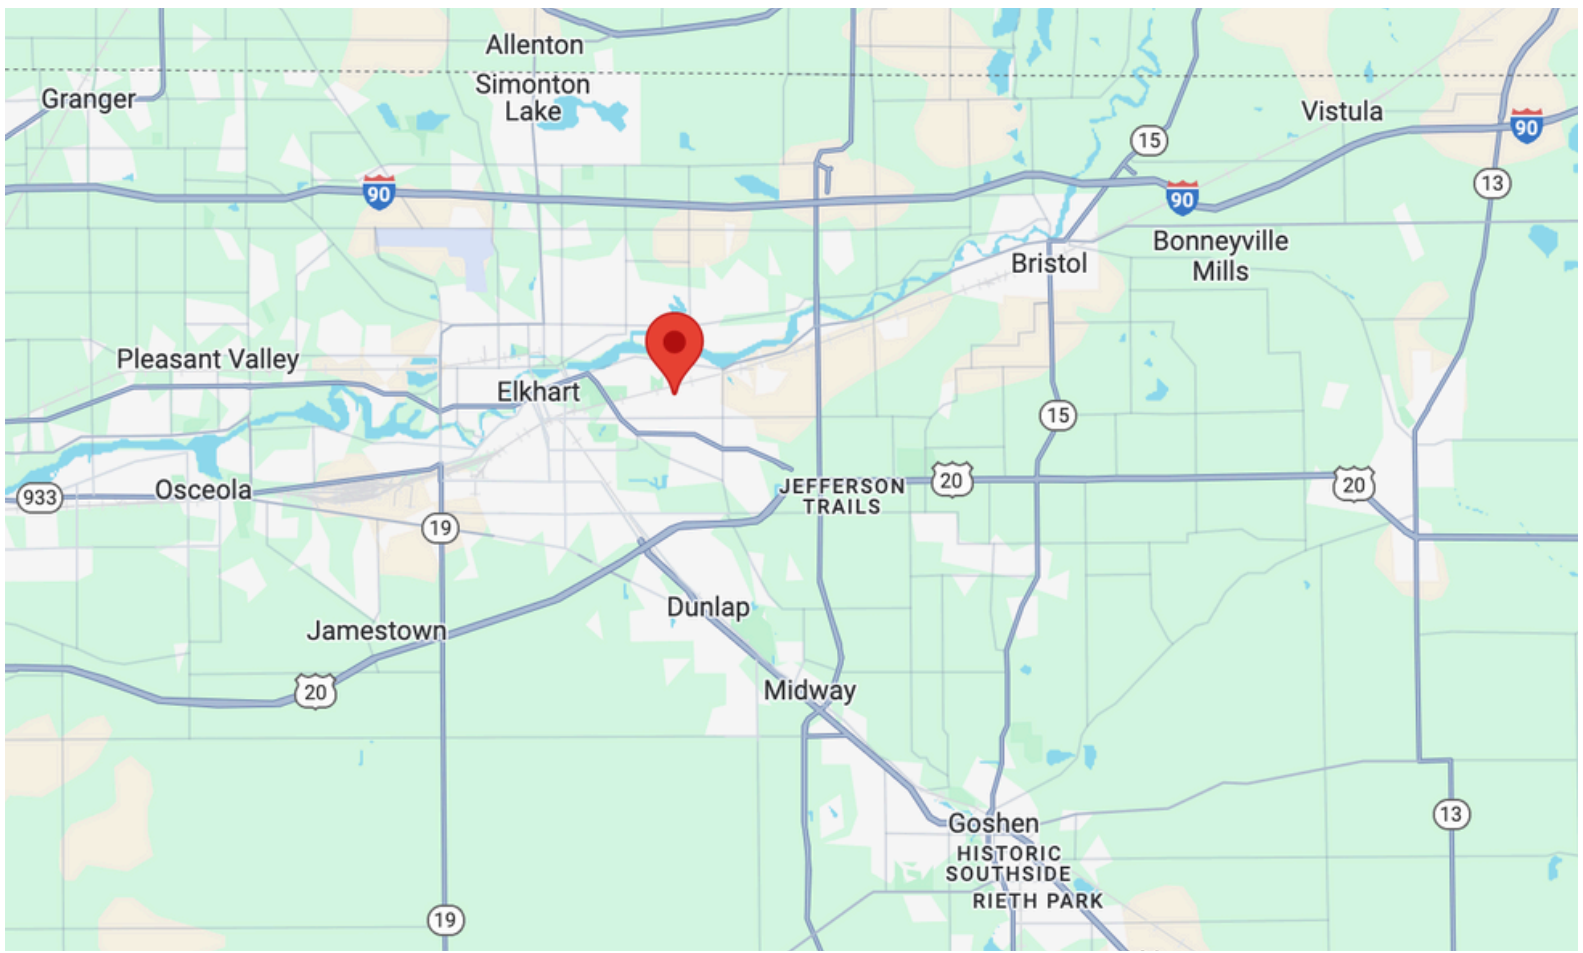 Allenton
Simonton
Lake
Granger
Vistula
90
15
90
13
90
Bonneyville
Mills
Bristol
Pleasant Valley
Elkhart
15
933
Osceola
JEFFERSON
TRAILS
20
20
19
Dunlap
Jamestown
20
Midway
13
Goshen
HISTORIC
SOUTHSIDE
RIETH PARK
19